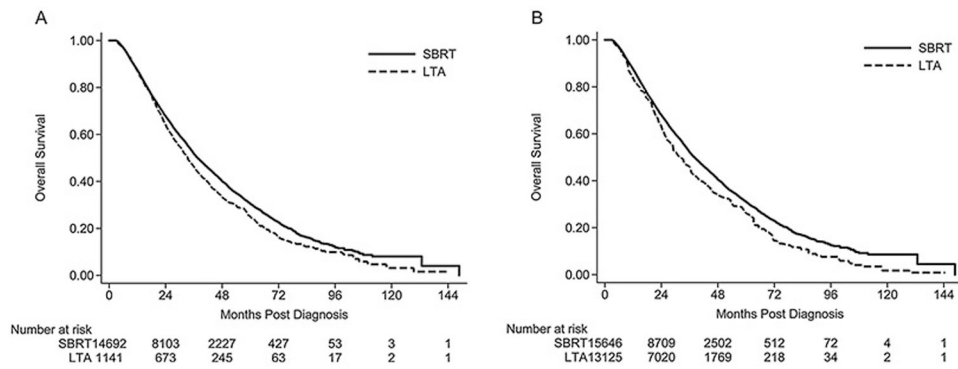 A
1.00
0.80
0.60
0.40
0.20
0.00
Overall Survival
SBRT
LTA
0 24 48 72 96 120 144
Months Post Diagnosis
Number at risk
SBRT14692 8103 2227 427 53 3 1
LTA 1141 673 245 63 17 2 1
B
1.00
0.80
0.60
0.40
0.20
0.00
Overall Survival
SBRT
LTA
0 24 48 72 96 120 144
Months Post Diagnosis
Number at risk
SBRT15646 8709 2502 512 72 4 1
LTA13125 7020 1769 218 34 2 1